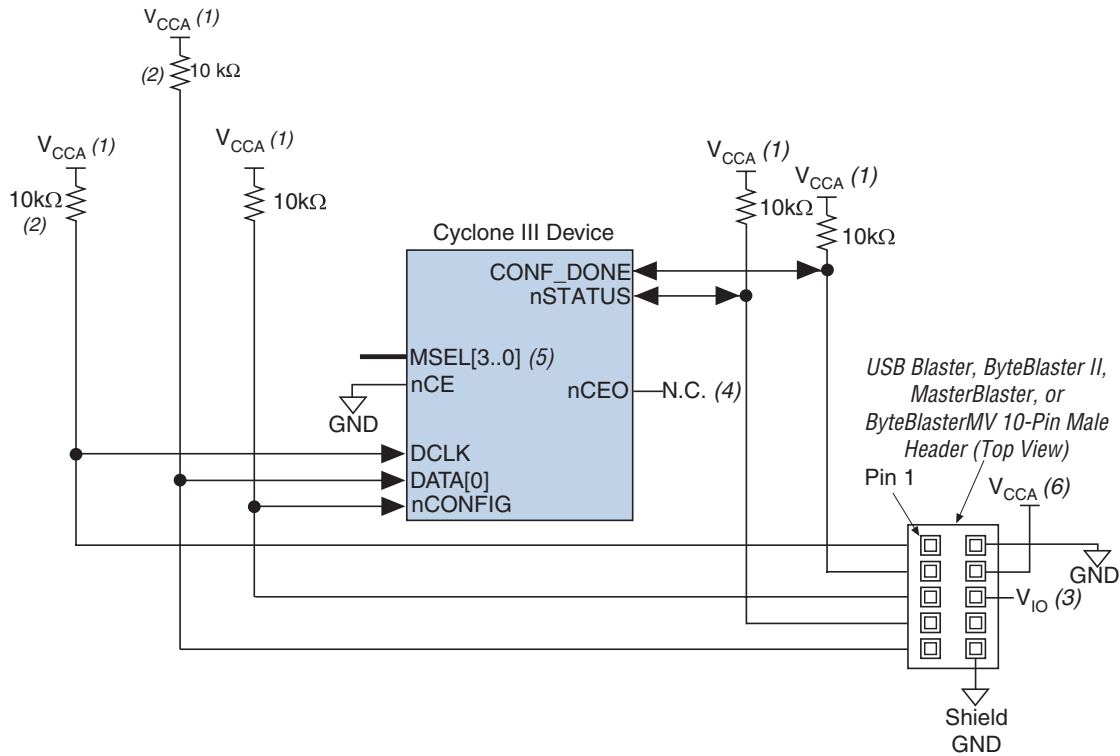 VCCA (1)
(2) 10 kΩ
VCCA (1)
10kΩ
(2)
VCCA (1)
10kΩ
VCCA (1)
10kΩ
VCCA (1)
10kΩ
Cyclone III Device
CONF_DONE
nSTATUS
MSEL[3..0] (5)
nCE
GND
nCEO
N.C. (4)
DCLK
DATA[0]
nCONFIG
USB Blaster, ByteBlaster II,
MasterBlaster, or
ByteBlasterMV 10-Pin Male
Header (Top View)
Pin 1
VCCA (6)
GND
VIO (3)
Shield
GND